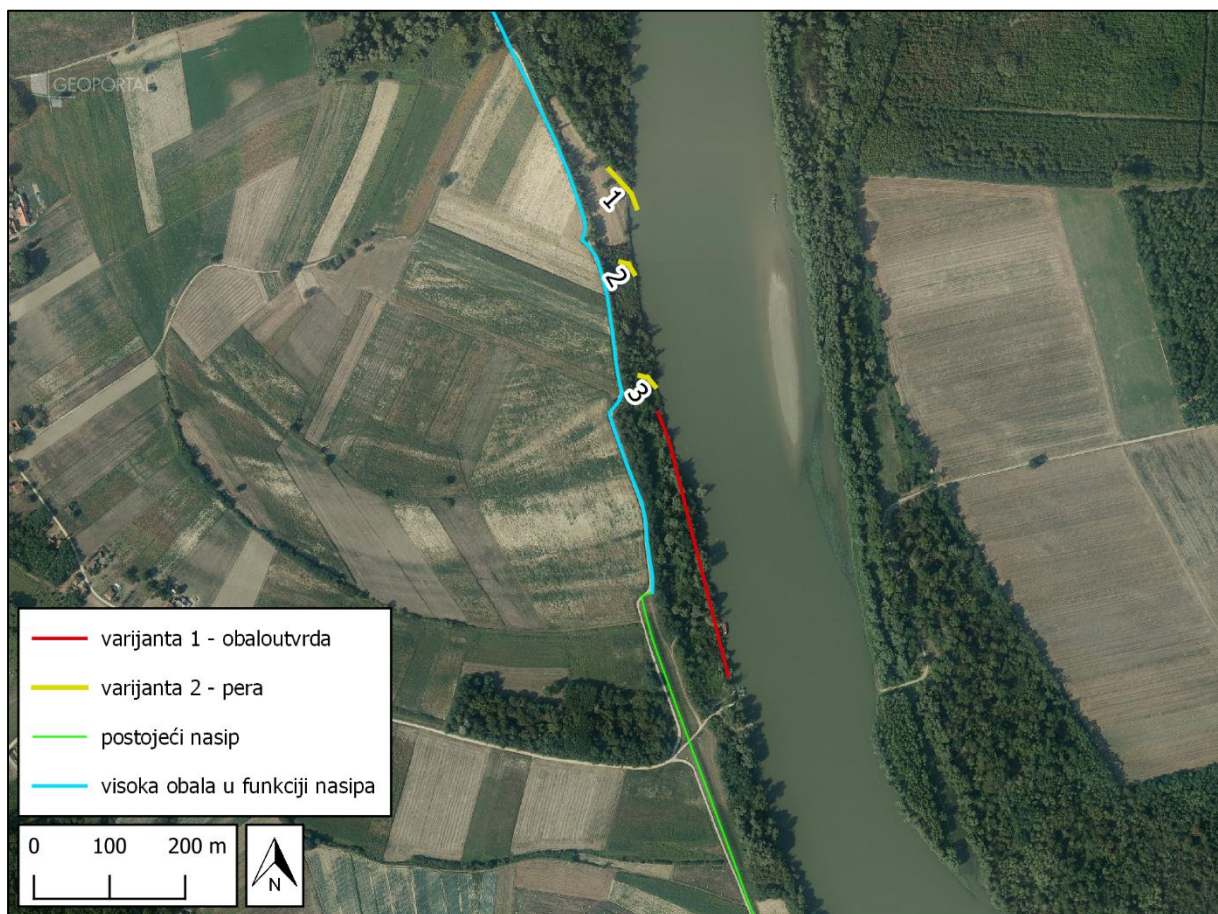 GEOPORTAL
1
2
3
varijanta 1 - obaloutvrda
varijanta 2 - pera
postojeći nasip
visoka obala u funkciji nasipa
0 100 200 m
N